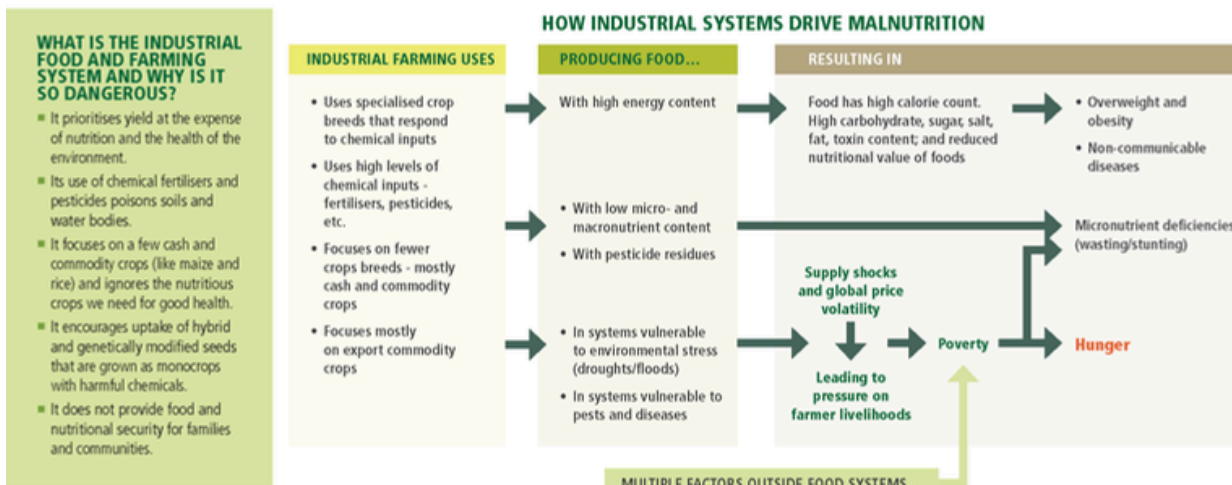 WHAT IS THE INDUSTRIAL
FOOD AND FARMING
SYSTEM AND WHY IS IT
SO DANGEROUS?
It prioritises yield at the expense
of nutrition and the health of the
environment.
Its use of chemical fertilisers and
pesticides poisons soils and
water bodies.
It focuses on a few cash and
commodity crops (like maize and
rice) and ignores the nutritious
crops we need for good health.
It encourages uptake of hybrid
and genetically modified seeds
that are grown as monocrops
with harmful chemicals.
It does not provide food and
nutritional security for families
and communities.
HOW INDUSTRIAL SYSTEMS DRIVE MALNUTRITION
INDUSTRIAL FARMING USES
• Uses specialised crop
breeds that respond
to chemical inputs
• Uses high levels of
chemical inputs -
fertilisers, pesticides,
etc.
• Focuses on fewer
crops breeds - mostly
cash and commodity
crops
• Focuses mostly
on export commodity
crops
PRODUCING FOOD...
With high energy content
• With low micro- and
macronutrient content
• With pesticide residues
• In systems vulnerable
to environmental stress
(droughts/floods)
• In systems vulnerable to
pests and diseases
RESULTING IN
Food has high calorie count.
High carbohydrate, sugar, salt,
fat, toxin content; and reduced
nutritional value of foods
• Overweight and
obesity
• Non-communicable
diseases
Micronutrient deficiencies
(wasting/stunting)
Supply shocks
and global price
volatility
Leading to
pressure on
farmer livelihoods
Poverty
Hunger
MULTIPLE FACTORS OUTSIDE FOOD SYSTEMS